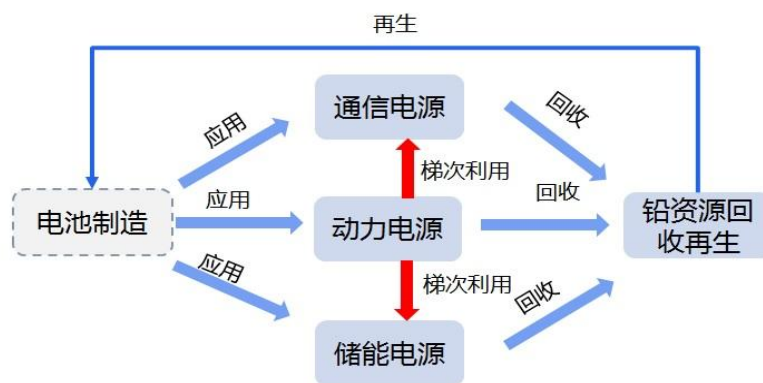 再生
通信电源
应用
回收
梯次利用
电池制造
应用
动力电源
回收
铅资源回
收再生
应用
梯次利用
回收
储能电源